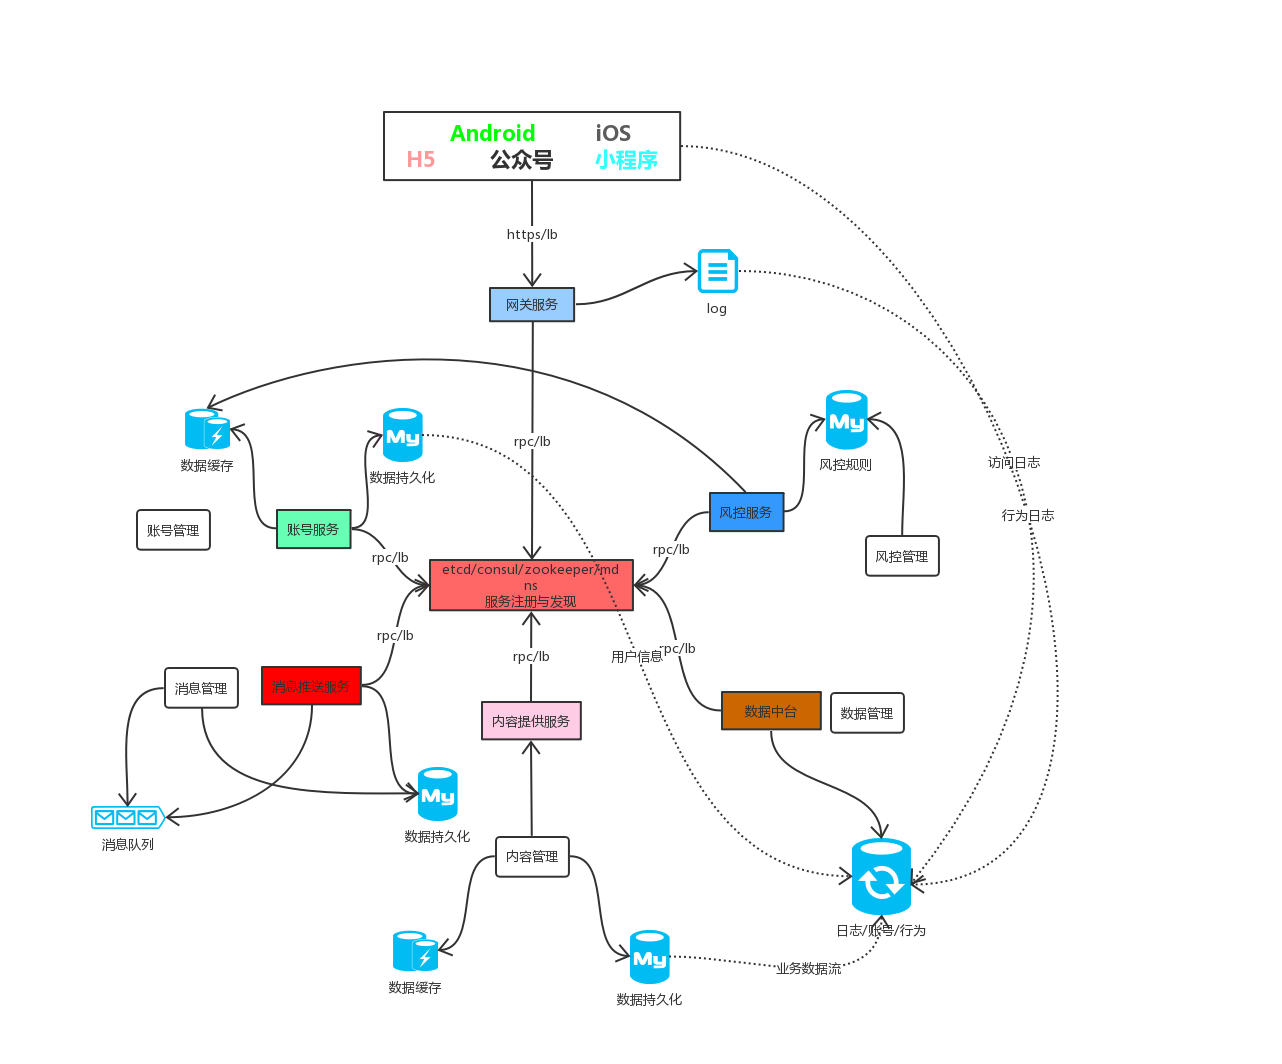 Android iOS
H5 公众号 小程序
https/lb
网关服务
log
rpc/lb
数据缓存
数据持久化
风控规则
访问日志
账号管理
账号服务
风控服务
行为日志
风控管理
rpc/lb
rpc/lb
etcd/consul/zookeeper/md
ns
服务注册与发现
rpc/lb
rpc/lb
用户信息
rpc/lb
消息管理
消息推送服务
内容提供服务
数据中台
数据管理
消息队列
数据持久化
内容管理
日志/账号/行为
业务数据流
数据缓存
数据持久化